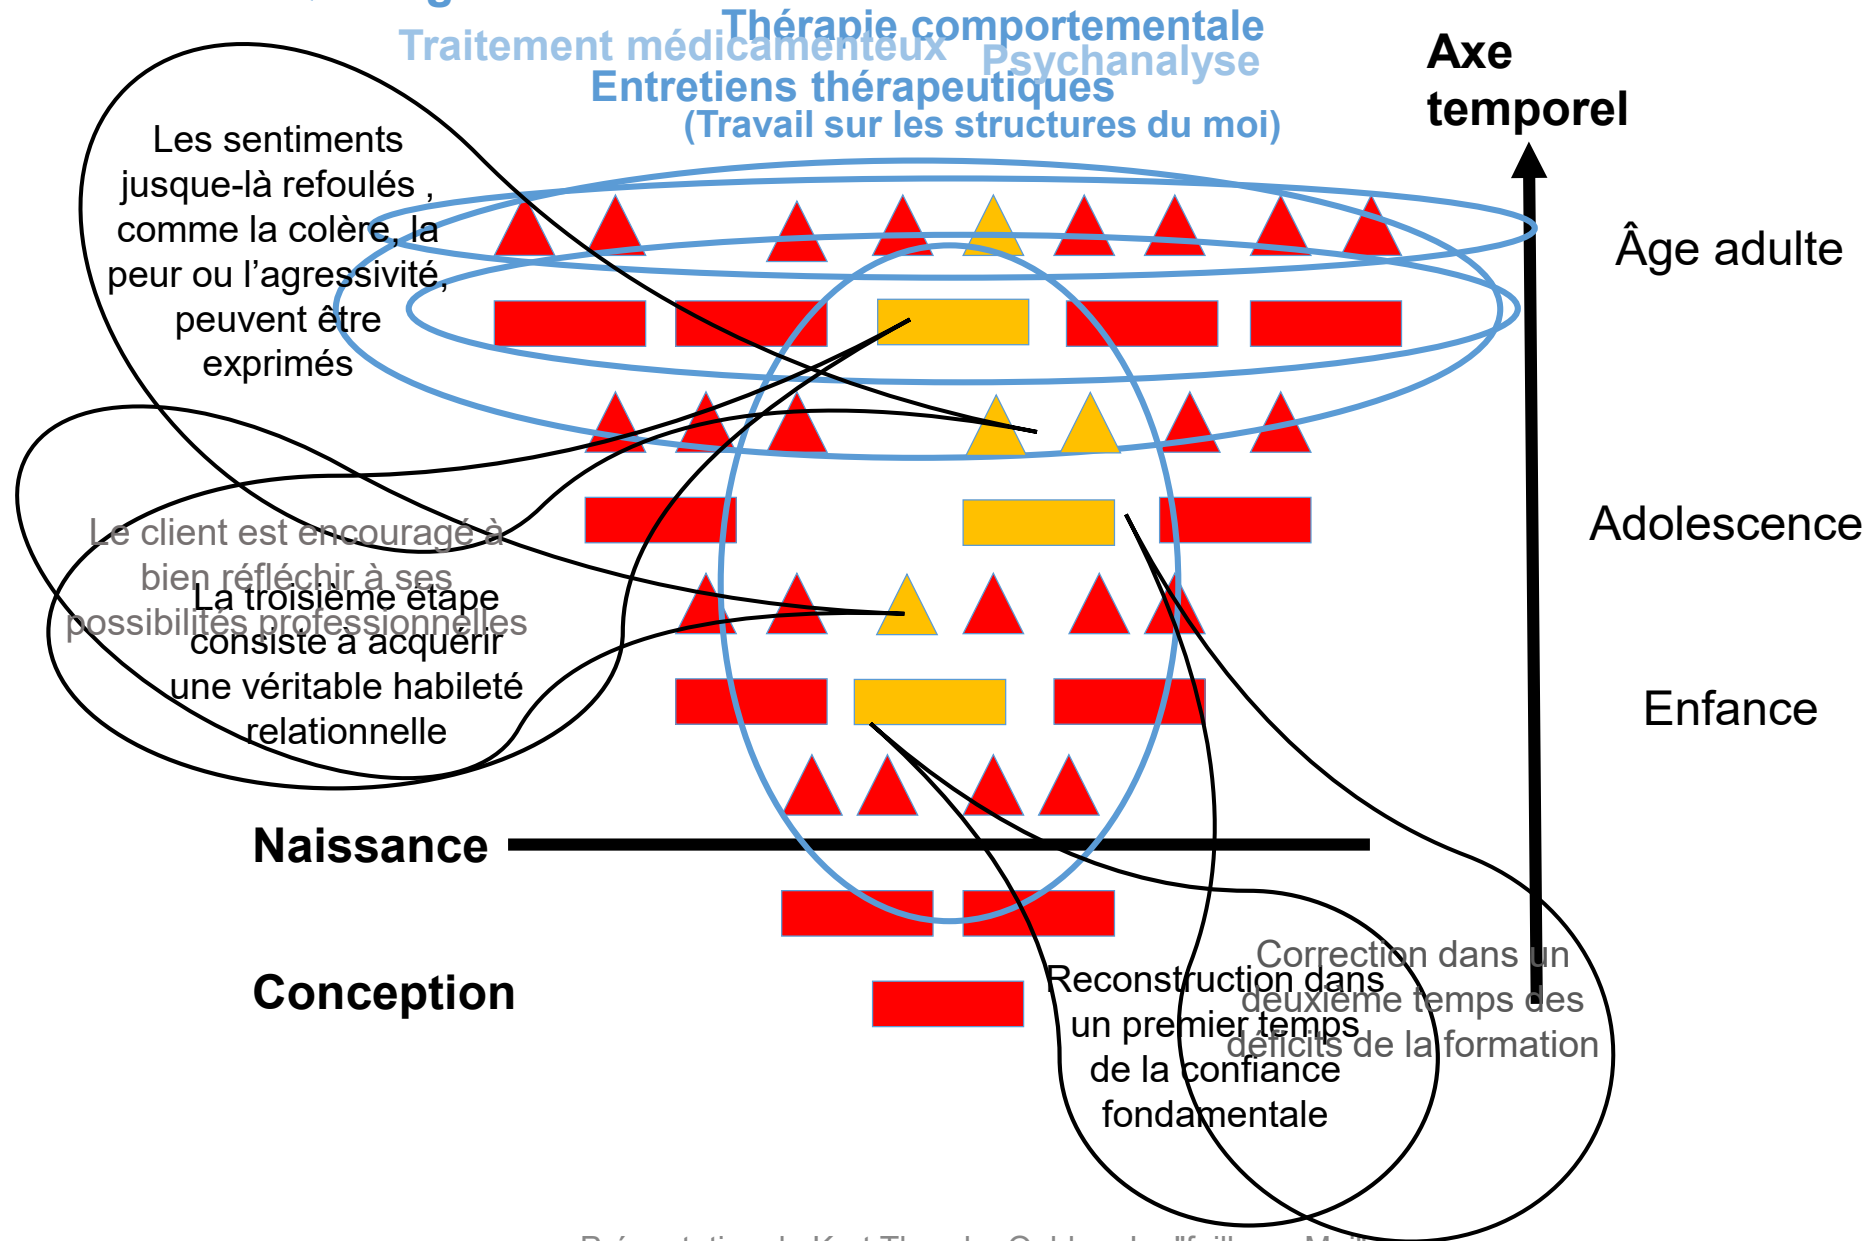 Thérapie comportementale
Traitement médicamenteux
Psychanalyse
Entretiens thérapeutiques
(Travail sur les structures du moi)
Axe
temporel
Les sentiments
jusque-là refoulés ,
comme la colère, la
peur ou l’agressivité,
peuvent être
exprimés
Âge adulte
Adolescence
Le client est encouragé à
bien réfléchir à ses
possibilités professionnelles
La troisième étape
consiste à acquérir
une véritable habileté
relationnelle
Enfance
Naissance
Conception
Reconstruction dans
un premier temps
de la confiance
fondamentale
Correction dans un
deuxième temps des
déficits de la formation